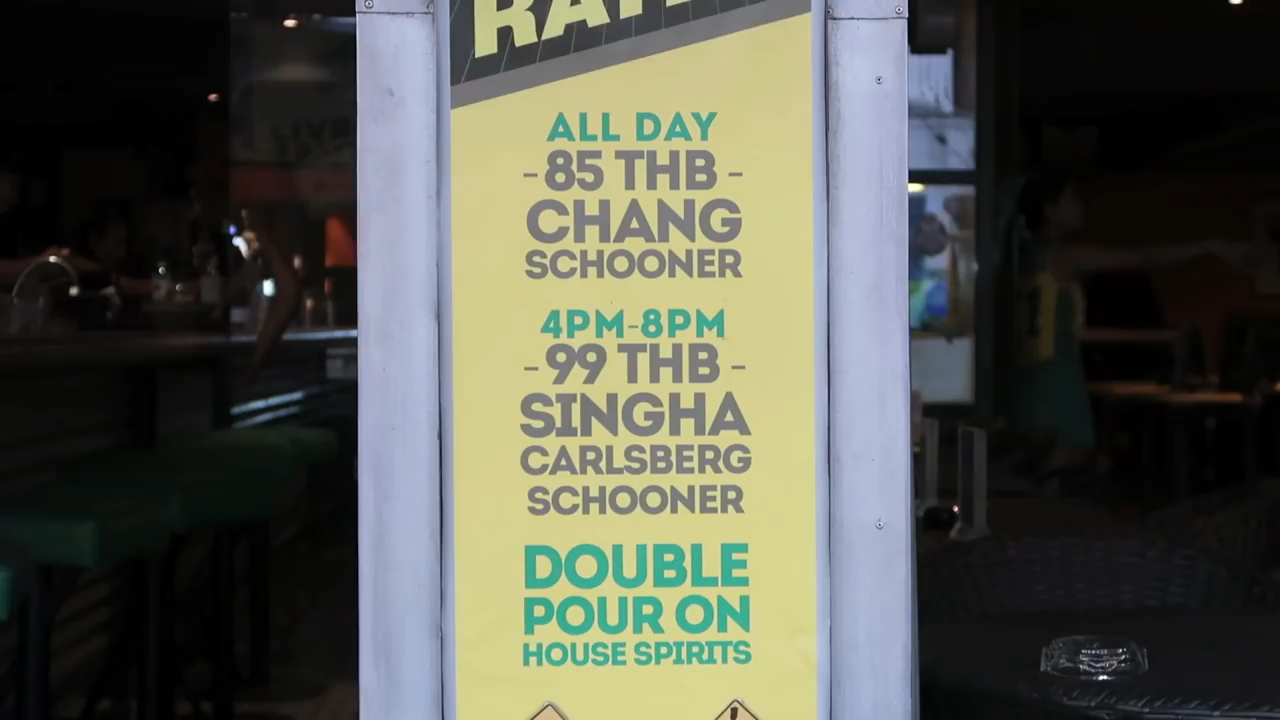 ALL DAY
- 85 THB -
CHANG
SCHOONER
4PM-8PM
- 99 THB -
SINGHA
CARLSBERG
SCHOONER
DOUBLE
POUR ON
HOUSE SPIRITS